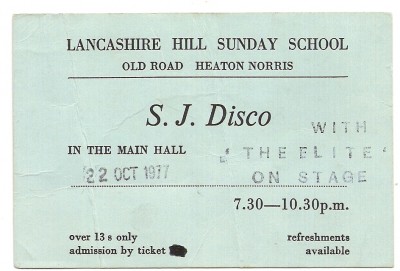 LANCASHIRE HILL SUNDAY SCHOOL
OLD ROAD HEATON NORRIS
S. J. Disco
WITH
IN THE MAIN HALL
'THE ELITE'
22 OCT 1977
ON STAGE
7.30—10.30p.m.
over 13s only
refreshments
admission by ticket
available